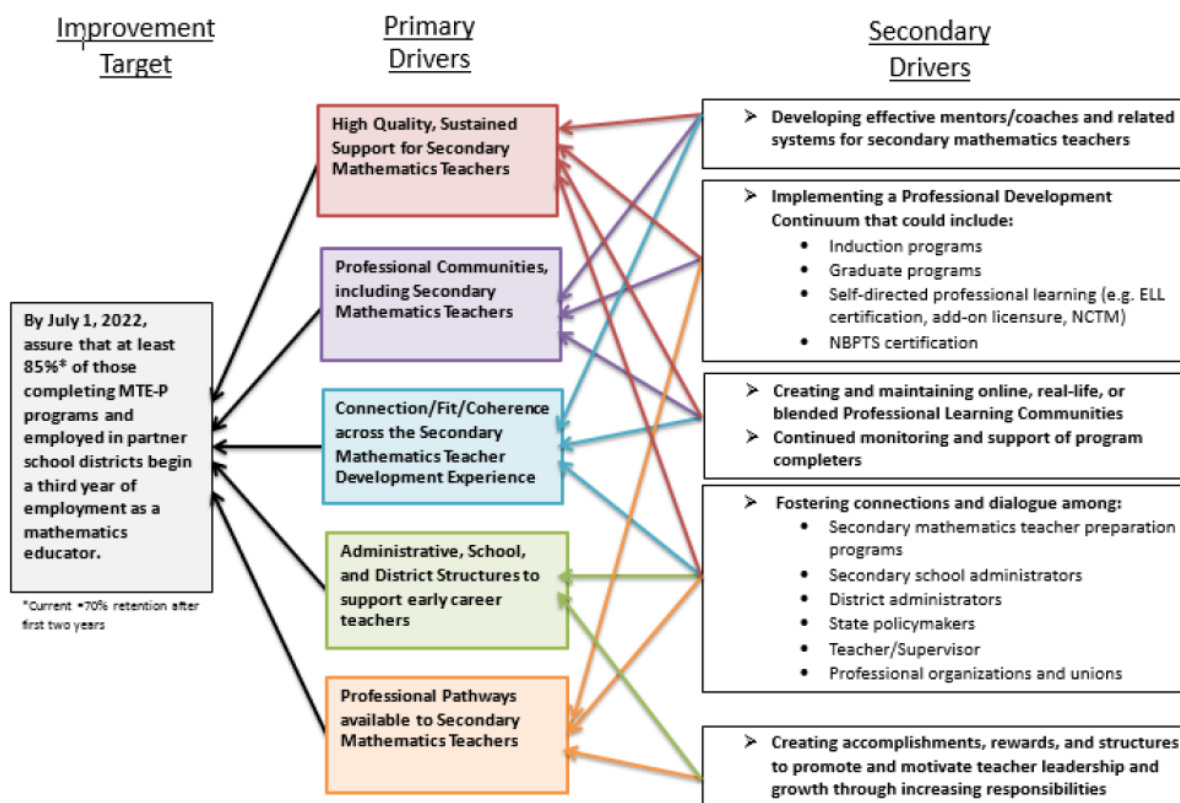 Improvement
Target
Primary
Drivers
Secondary
Drivers
By July 1, 2022,
assure that at least
85%* of those
completing MTE-P
programs and
employed in partner
school districts begin
a third year of
employment as a
mathematics
educator.
*Current •70% retention after
first two years
High Quality, Sustained
Support for Secondary
Mathematics Teachers
Professional Communities,
including Secondary
Mathematics Teachers
Connection/Fit/Coherence
across the Secondary
Mathematics Teacher
Development Experience
Administrative, School,
and District Structures to
support early career
teachers
Professional Pathways
available to Secondary
Mathematics Teachers
➢ Developing effective mentors/coaches and related
systems for secondary mathematics teachers
➢ Implementing a Professional Development
Continuum that could include:
• Induction programs
• Graduate programs
• Self-directed professional learning (e.g. ELL
certification, add-on licensure, NCTM)
• NBPTS certification
➢ Creating and maintaining online, real-life, or
blended Professional Learning Communities
➢ Continued monitoring and support of program
completers
➢ Fostering connections and dialogue among:
• Secondary mathematics teacher preparation
programs
• Secondary school administrators
• District administrators
• State policymakers
• Teacher/Supervisor
• Professional organizations and unions
➢ Creating accomplishments, rewards, and structures
to promote and motivate teacher leadership and
growth through increasing responsibilities